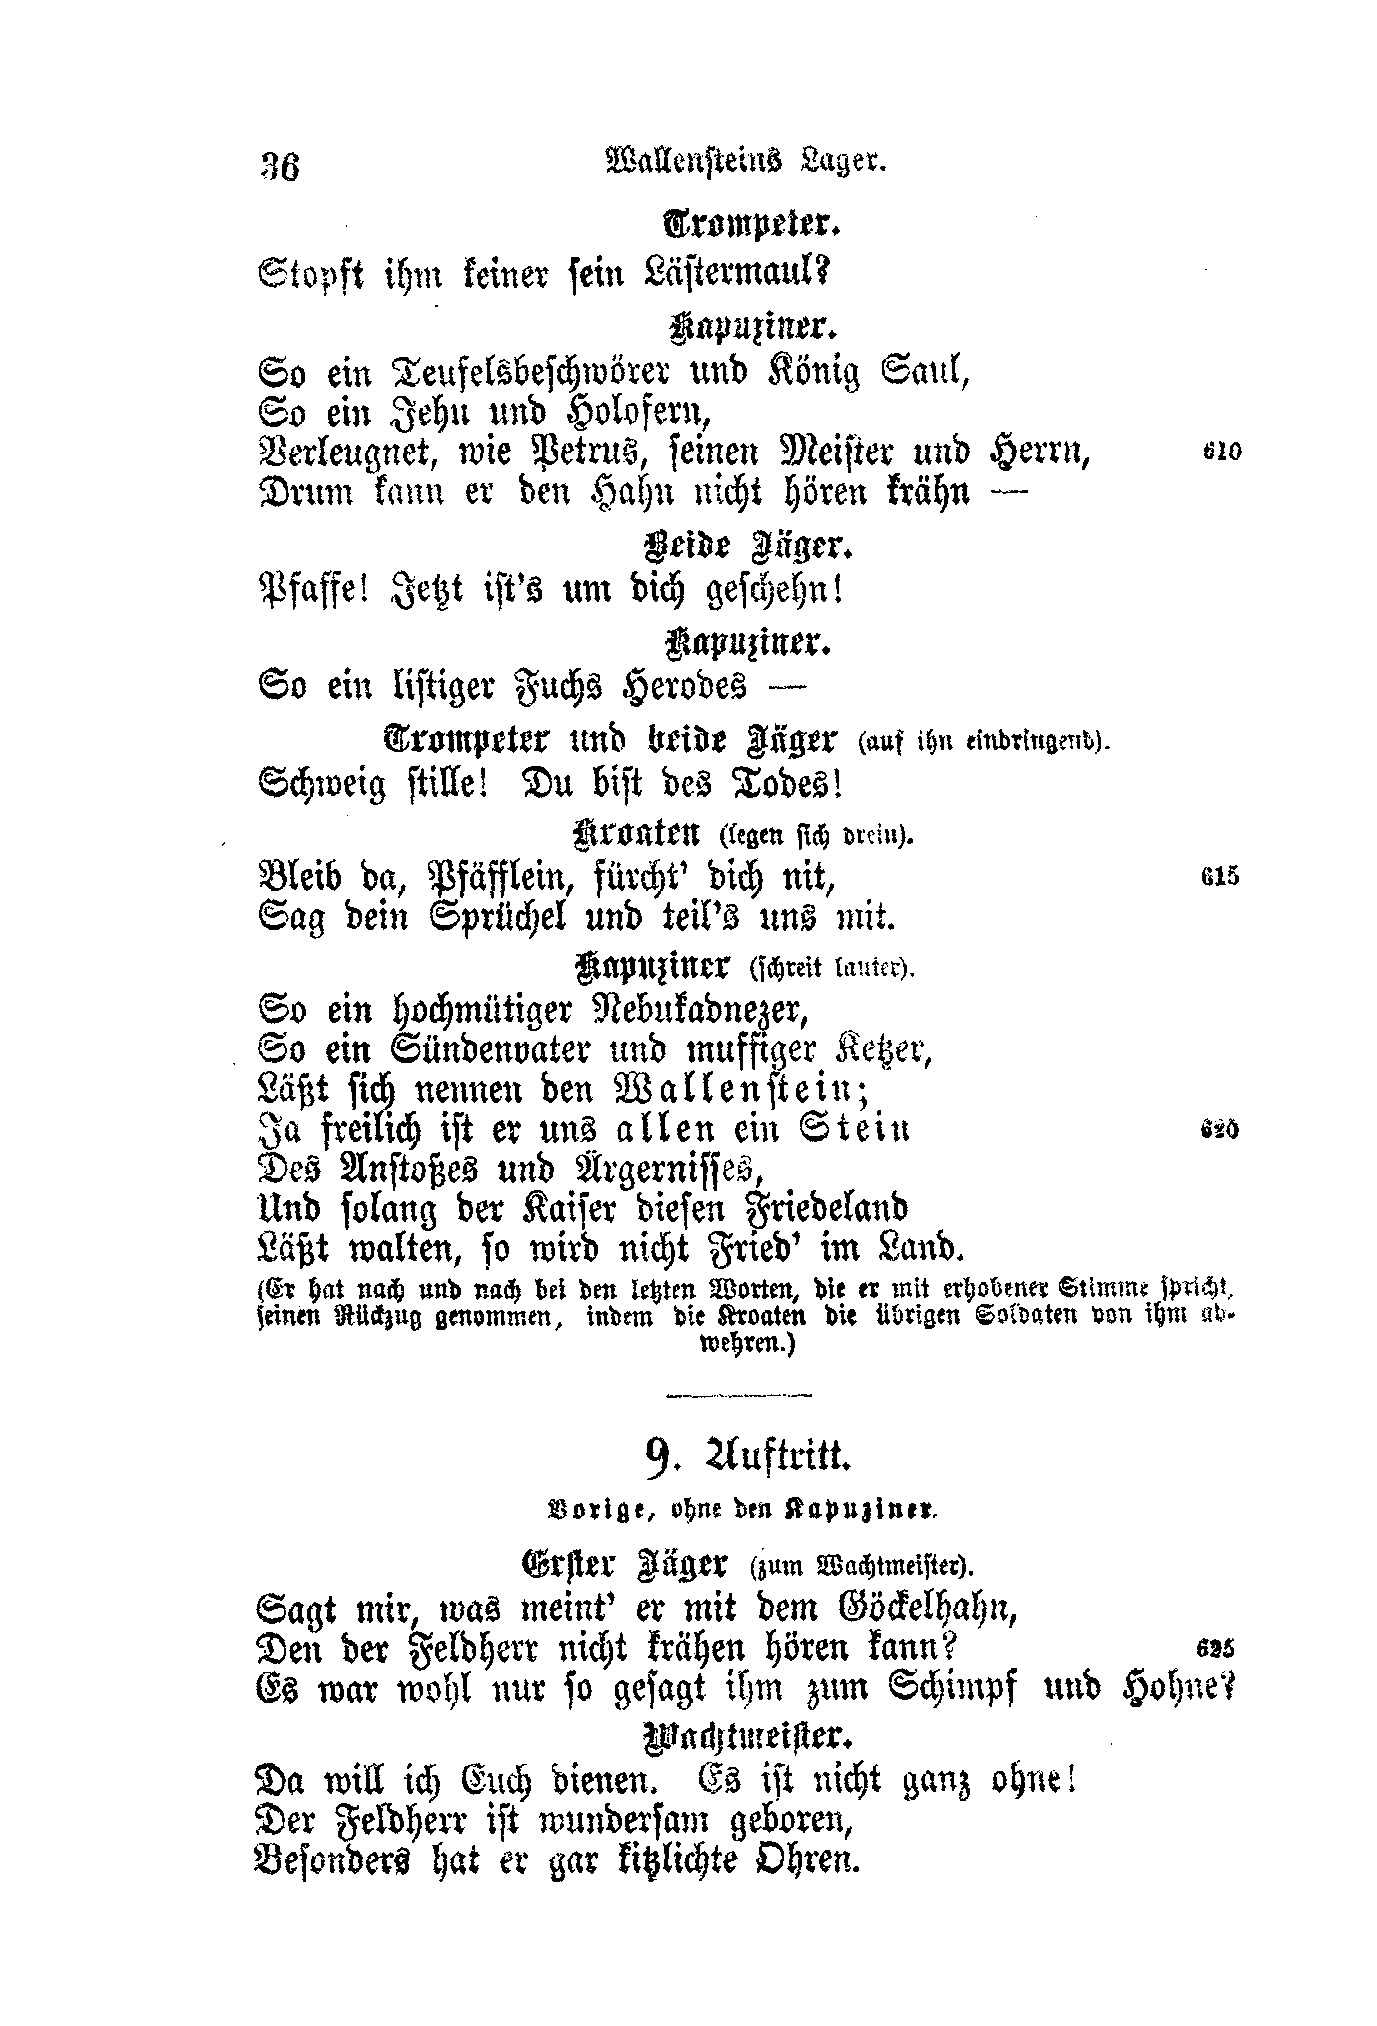 36 Wallensteins Lager.
Trompeter.
Stopft ihm keiner sein Lästermaul?
Kapuziner.
So ein Teufelsbeschwörer und König Saul,
So ein Jehu und Holofern,
Verleugnet, wie Petrus, seinen Meister und Herrn, 610
Drum kann er den Hahn nicht hören krähn —
Beide Jäger.
Pfaffe! Jetzt ist's um dich geschehn!
Kapuziner.
So ein listiger Fuchs Herodes —
Trompeter und beide Jäger (auf ihn eindringend).
Schweig stille! Du bist des Todes!
Kroaten (legen sich drein).
Bleib da, Pfäfflein, fürcht' dich nit, 615
Sag dein Sprüchel und teil's uns mit.
Kapuziner (schreit lauter).
So ein hochmütiger Nebukadnezer,
So ein Sündenvater und muffiger Ketzer,
Läßt sich nennen den Wallenstein;
Ja freilich ist er uns allen ein Stein 620
Des Anstoßes und Ärgernisses,
Und solang der Kaiser diesen Friedeland
Läßt walten, so wird nicht Fried' im Land.
(Er hat nach und nach bei den letzten Worten, die er mit erhobener Stimme spricht,
seinen Rückzug genommen, indem die Kroaten die übrigen Soldaten von ihm ab-
wehren.)
9. Auftritt.
Vorige, ohne den Kapuziner.
Erster Jäger (zum Wachtmeister).
Sagt mir, was meint' er mit dem Göckelhahn,
Den der Feldherr nicht krähen hören kann? 625
Es war wohl nur so gesagt ihm zum Schimpf und Hohne?
Wachtmeister.
Da will ich Euch dienen. Es ist nicht ganz ohne!
Der Feldherr ist wundersam geboren,
Besonders hat er gar kitzlichte Ohren.